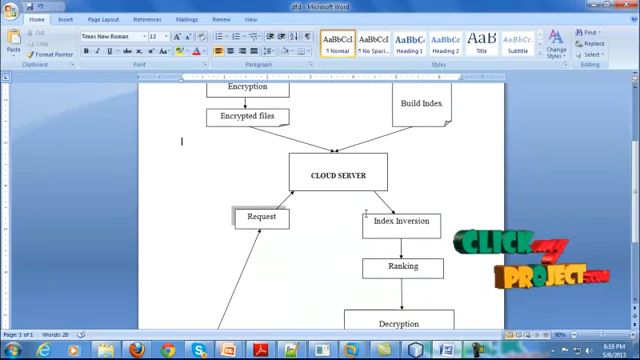 dfd - Microsoft Word
Home Insert Page Layout References Mailings Review View
Paste
Cut
Copy
Format Painter
Clipboard
Times New Roman 12
Font
Paragraph
AaBbCc AaBbCc AaBbC AaBbCc AaB AaBbCc
¶ Normal ¶ No Spaci... Heading 1 Heading 2 Title Subtitle
Change Styles
Styles
Find
Replace
Select
Editing
Encryption
Encrypted files
Build Index
CLOUD SERVER
Request
Index Inversion
Ranking
Decryption
CLICK my
PROJECT.com
Page: 1 of 1 Words: 28
90%
8:19 PM
5/8/2013